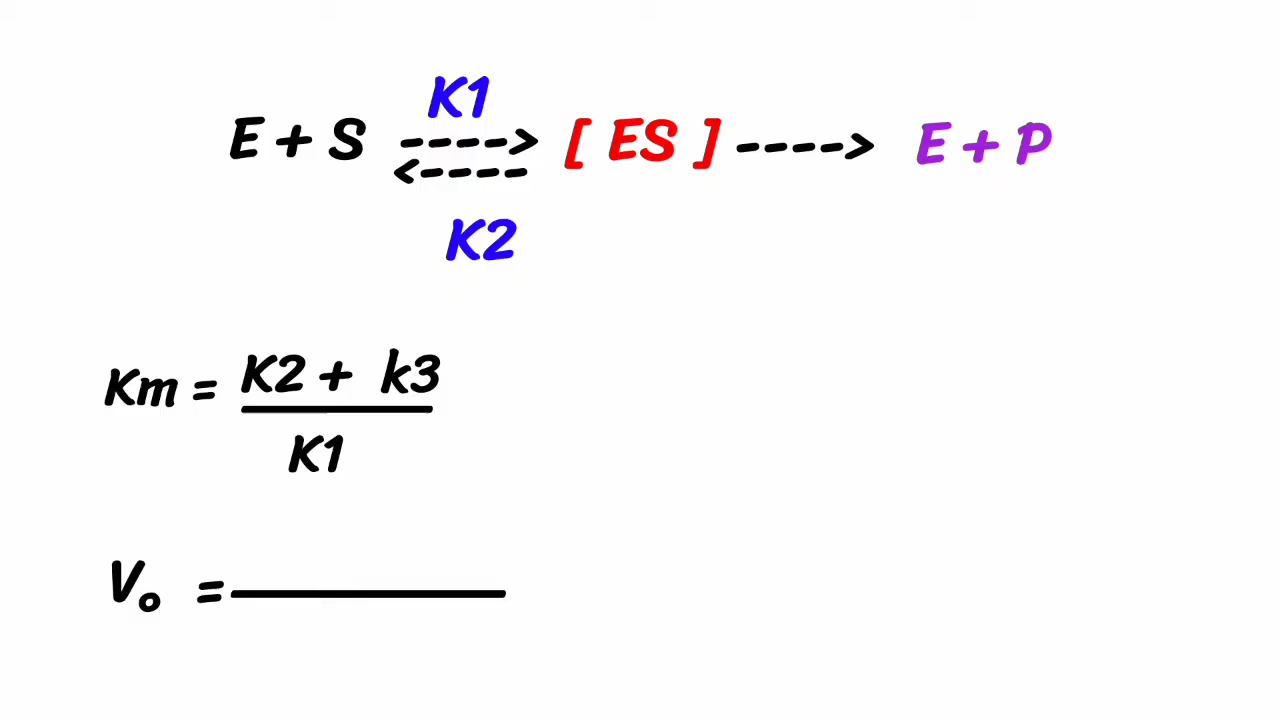 K1
E + S ----> [ ES ] ----> E + P
<----
K2
Km = K2 + k3
K1
V₀ =